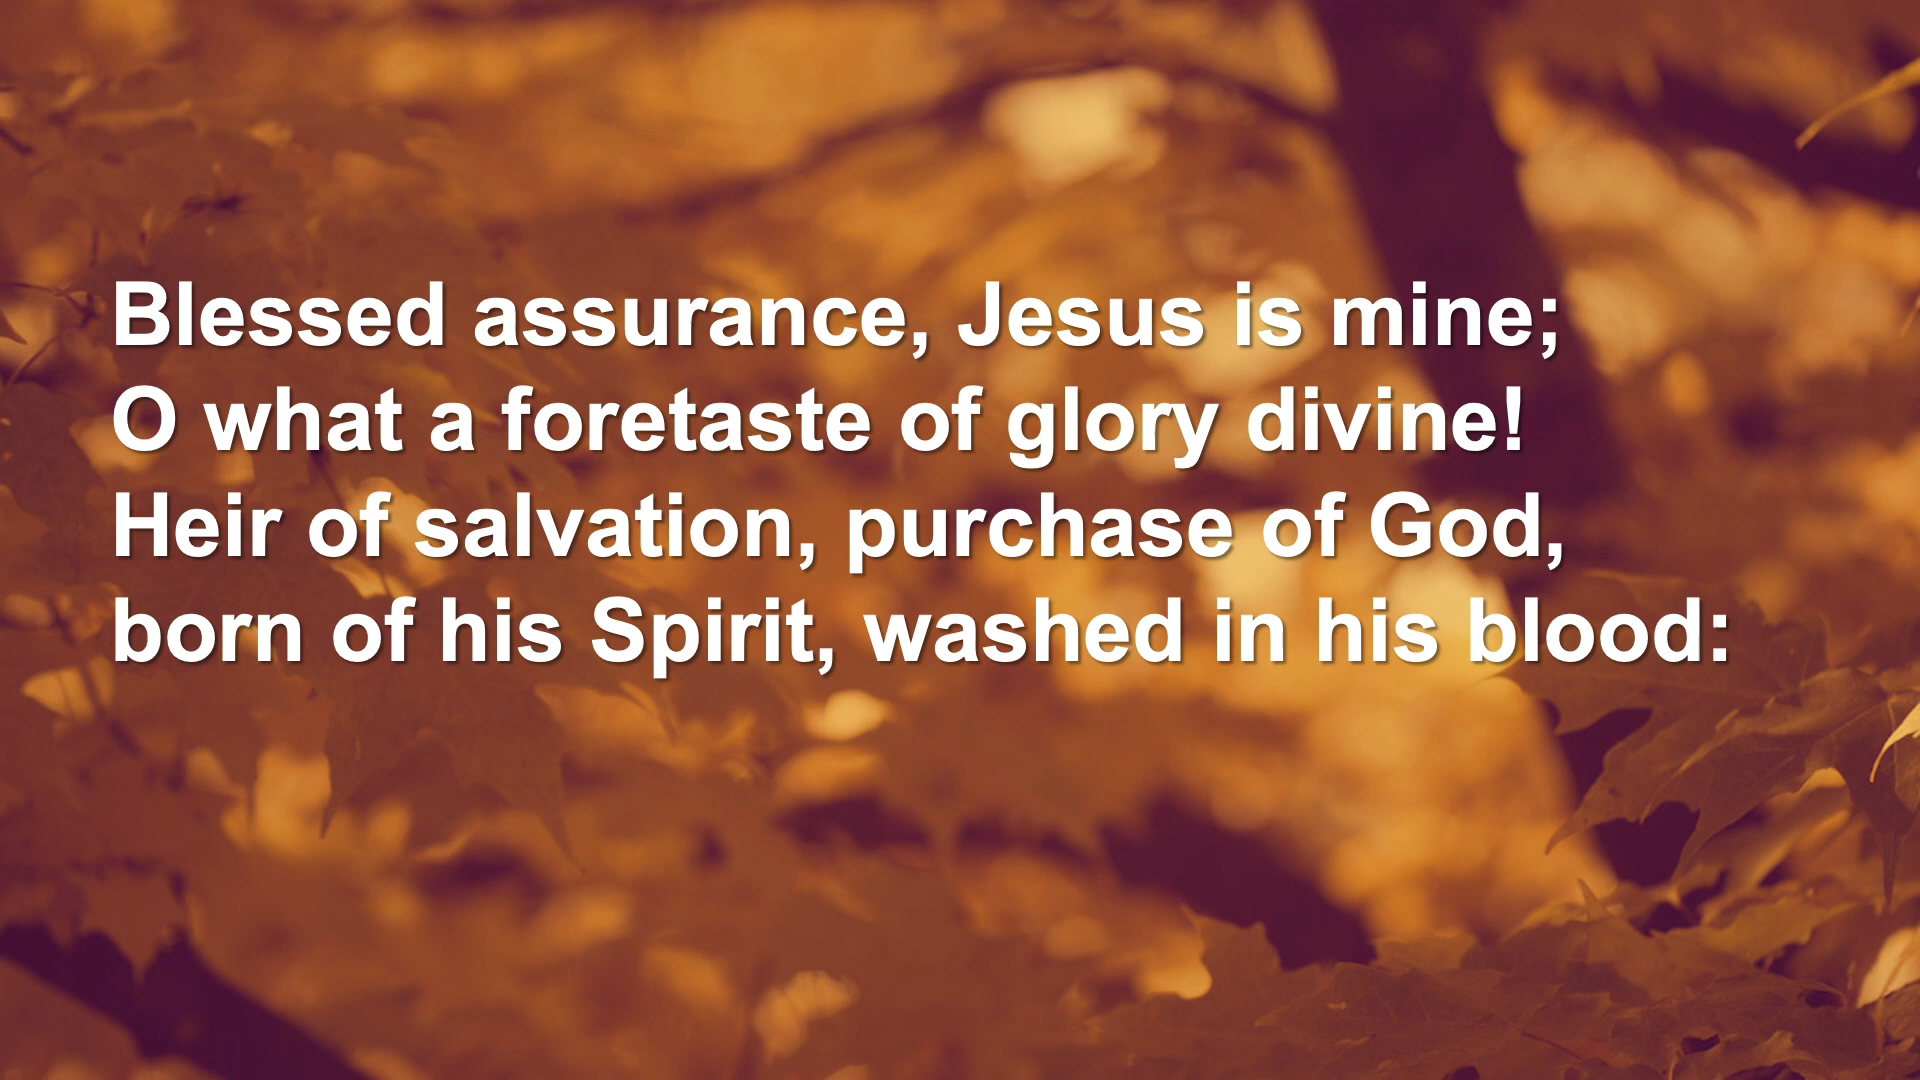 Blessed assurance, Jesus is mine;
O what a foretaste of glory divine!
Heir of salvation, purchase of God,
born of his Spirit, washed in his blood: